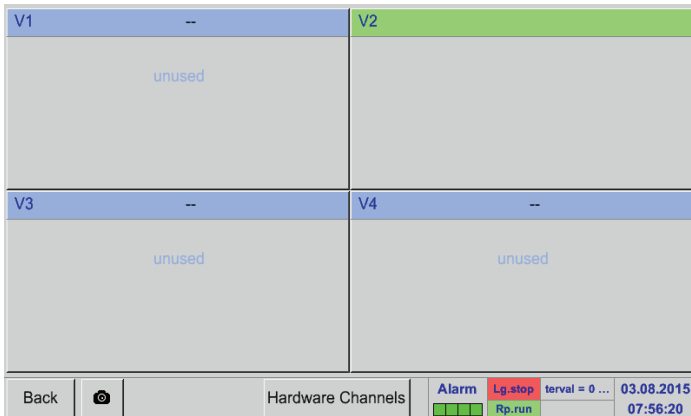 V1 --
V2
unused
V3 --
V4 --
unused
unused
Back
Hardware Channels
Alarm
Lg.stop
terval = 0 ...
03.08.2015
Rp.run
07:56:20